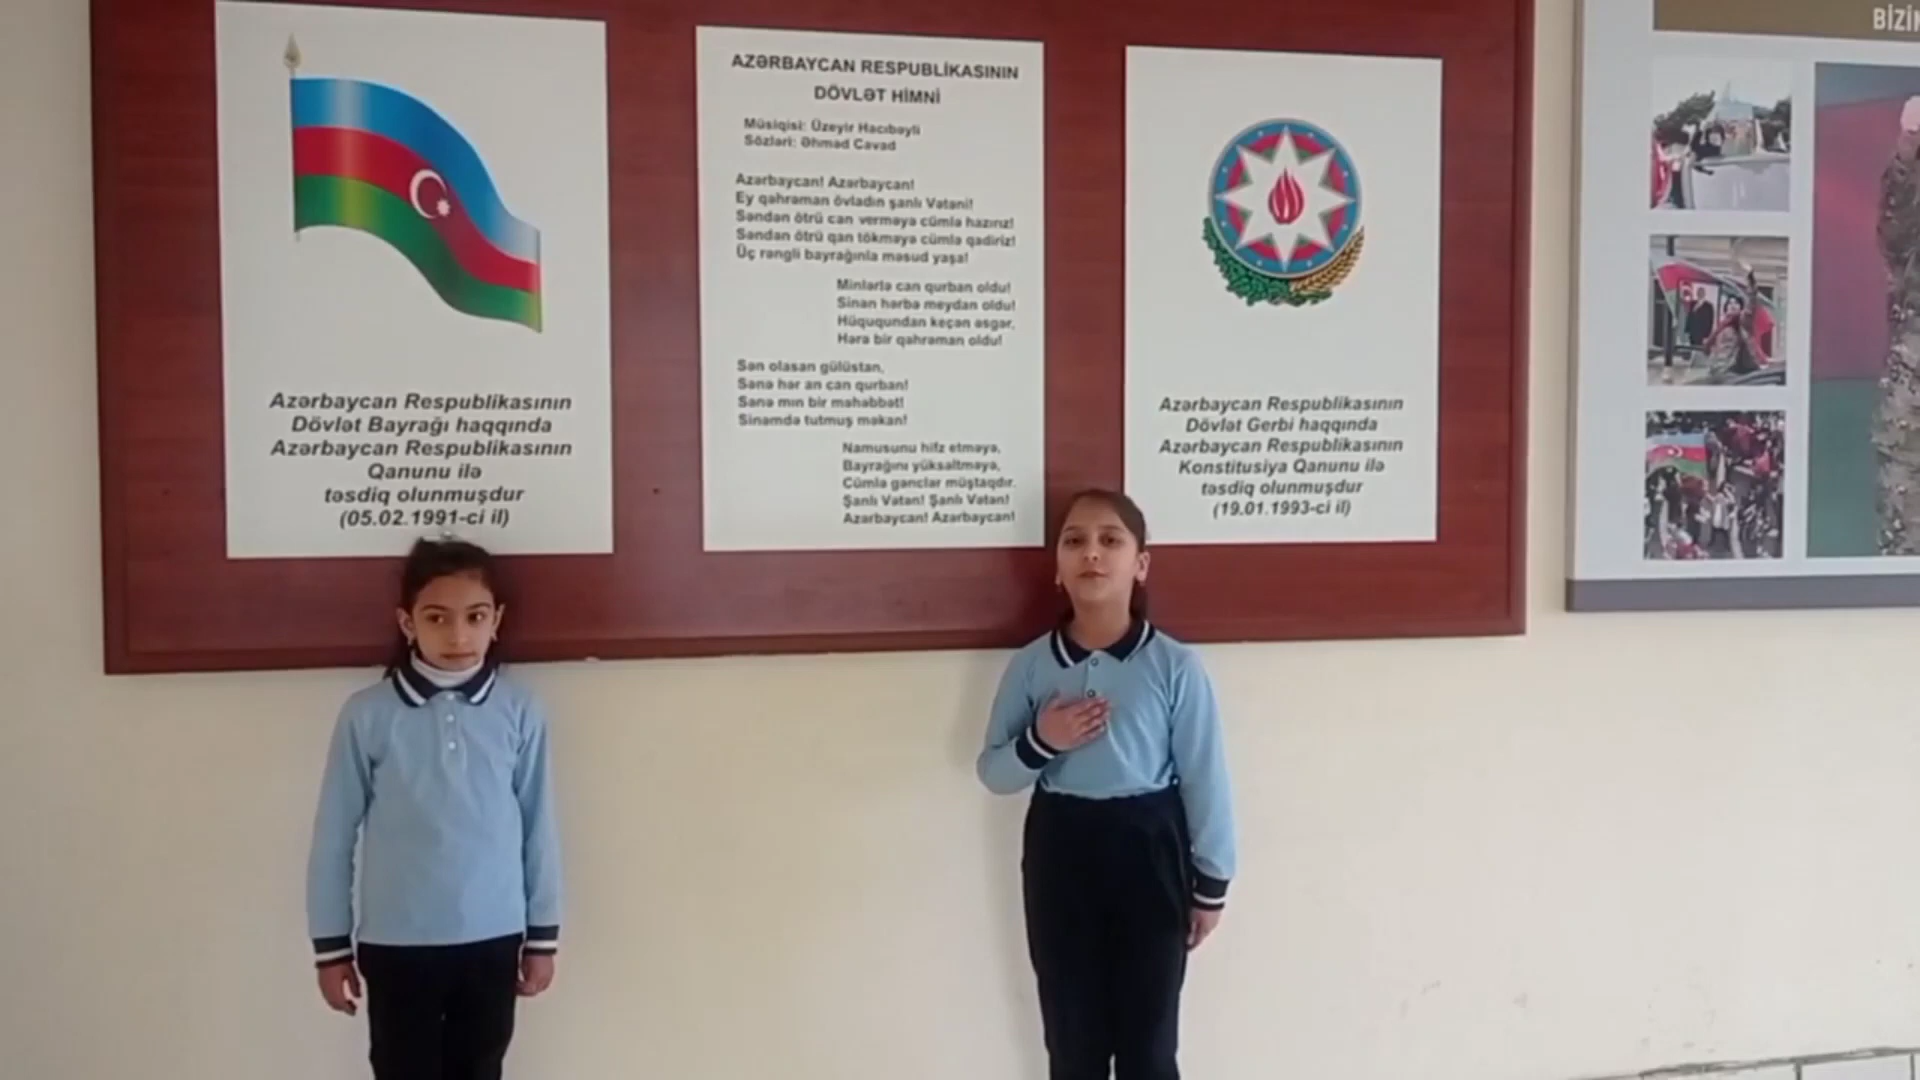 Azərbaycan Respublikasının
Dövlət Bayrağı haqqında
Azərbaycan Respublikasının
Qanunu ilə
təsdiq olunmuşdur
(05.02.1991-ci il)
AZƏRBAYCAN RESPUBLİKASININ
DÖVLƏT HİMNİ
Müsiqisi: Üzeyir Hacıbəyli
Sözləri: Əhməd Cavad
Azərbaycan! Azərbaycan!
Ey qəhrəman övladın şanlı Vətəni!
Səndən ötrü can verməyə cümlə hazırız!
Səndən ötrü qan tökməyə cümlə qadiriz!
Üç rəngli bayrağınla məsud yaşa!
Minlərlə can qurban oldu!
Sinən hərbə meydan oldu!
Hüququndan keçən əsgər,
Hərə bir qəhrəman oldu!
Sən olasan gülüstan,
Sənə hər an can qurban!
Sənə min bir məhəbbət!
Sinəmdə tutmuş məkan!
Namusunu hifz etməyə,
Bayrağını yüksəltməyə,
Cümlə gənclər müştaqdır.
Şanlı Vətən! Şanlı Vətən!
Azərbaycan! Azərbaycan!
Azərbaycan Respublikasının
Dövlət Gerbi haqqında
Azərbaycan Respublikasının
Konstitusiya Qanunu ilə
təsdiq olunmuşdur
(19.01.1993-ci il)